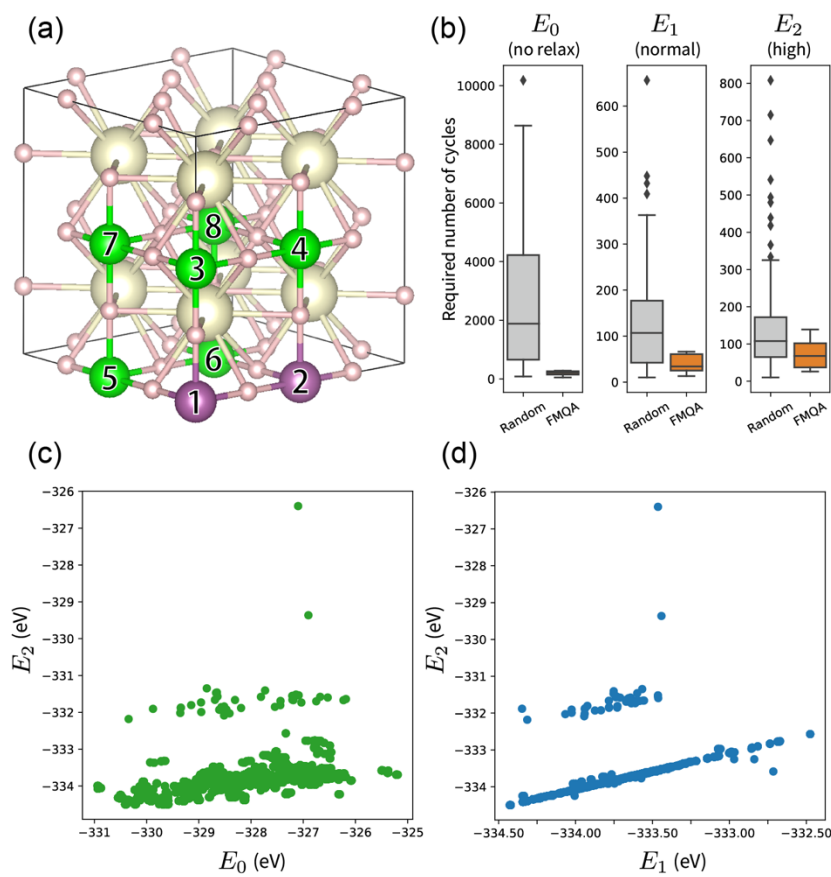 (a)
8
7
4
3
6
5
2
1
(b)
E₀
(no relax)
E₁
(normal)
E₂
(high)
Required number of cycles
10000
8000
6000
4000
2000
0
600
500
400
300
200
100
0
800
700
600
500
400
300
200
100
0
Random
FMQA
Random
FMQA
Random
FMQA
(c)
E₂ (eV)
−326
−328
−329
−330
−331
−332
−333
−334
−331
−330
−329
−328
−327
−326
−325
E₀ (eV)
(d)
E₂ (eV)
−326
−328
−329
−330
−331
−332
−333
−334
−334.50
−334.00
−333.50
−333.00
−332.50
E₁ (eV)